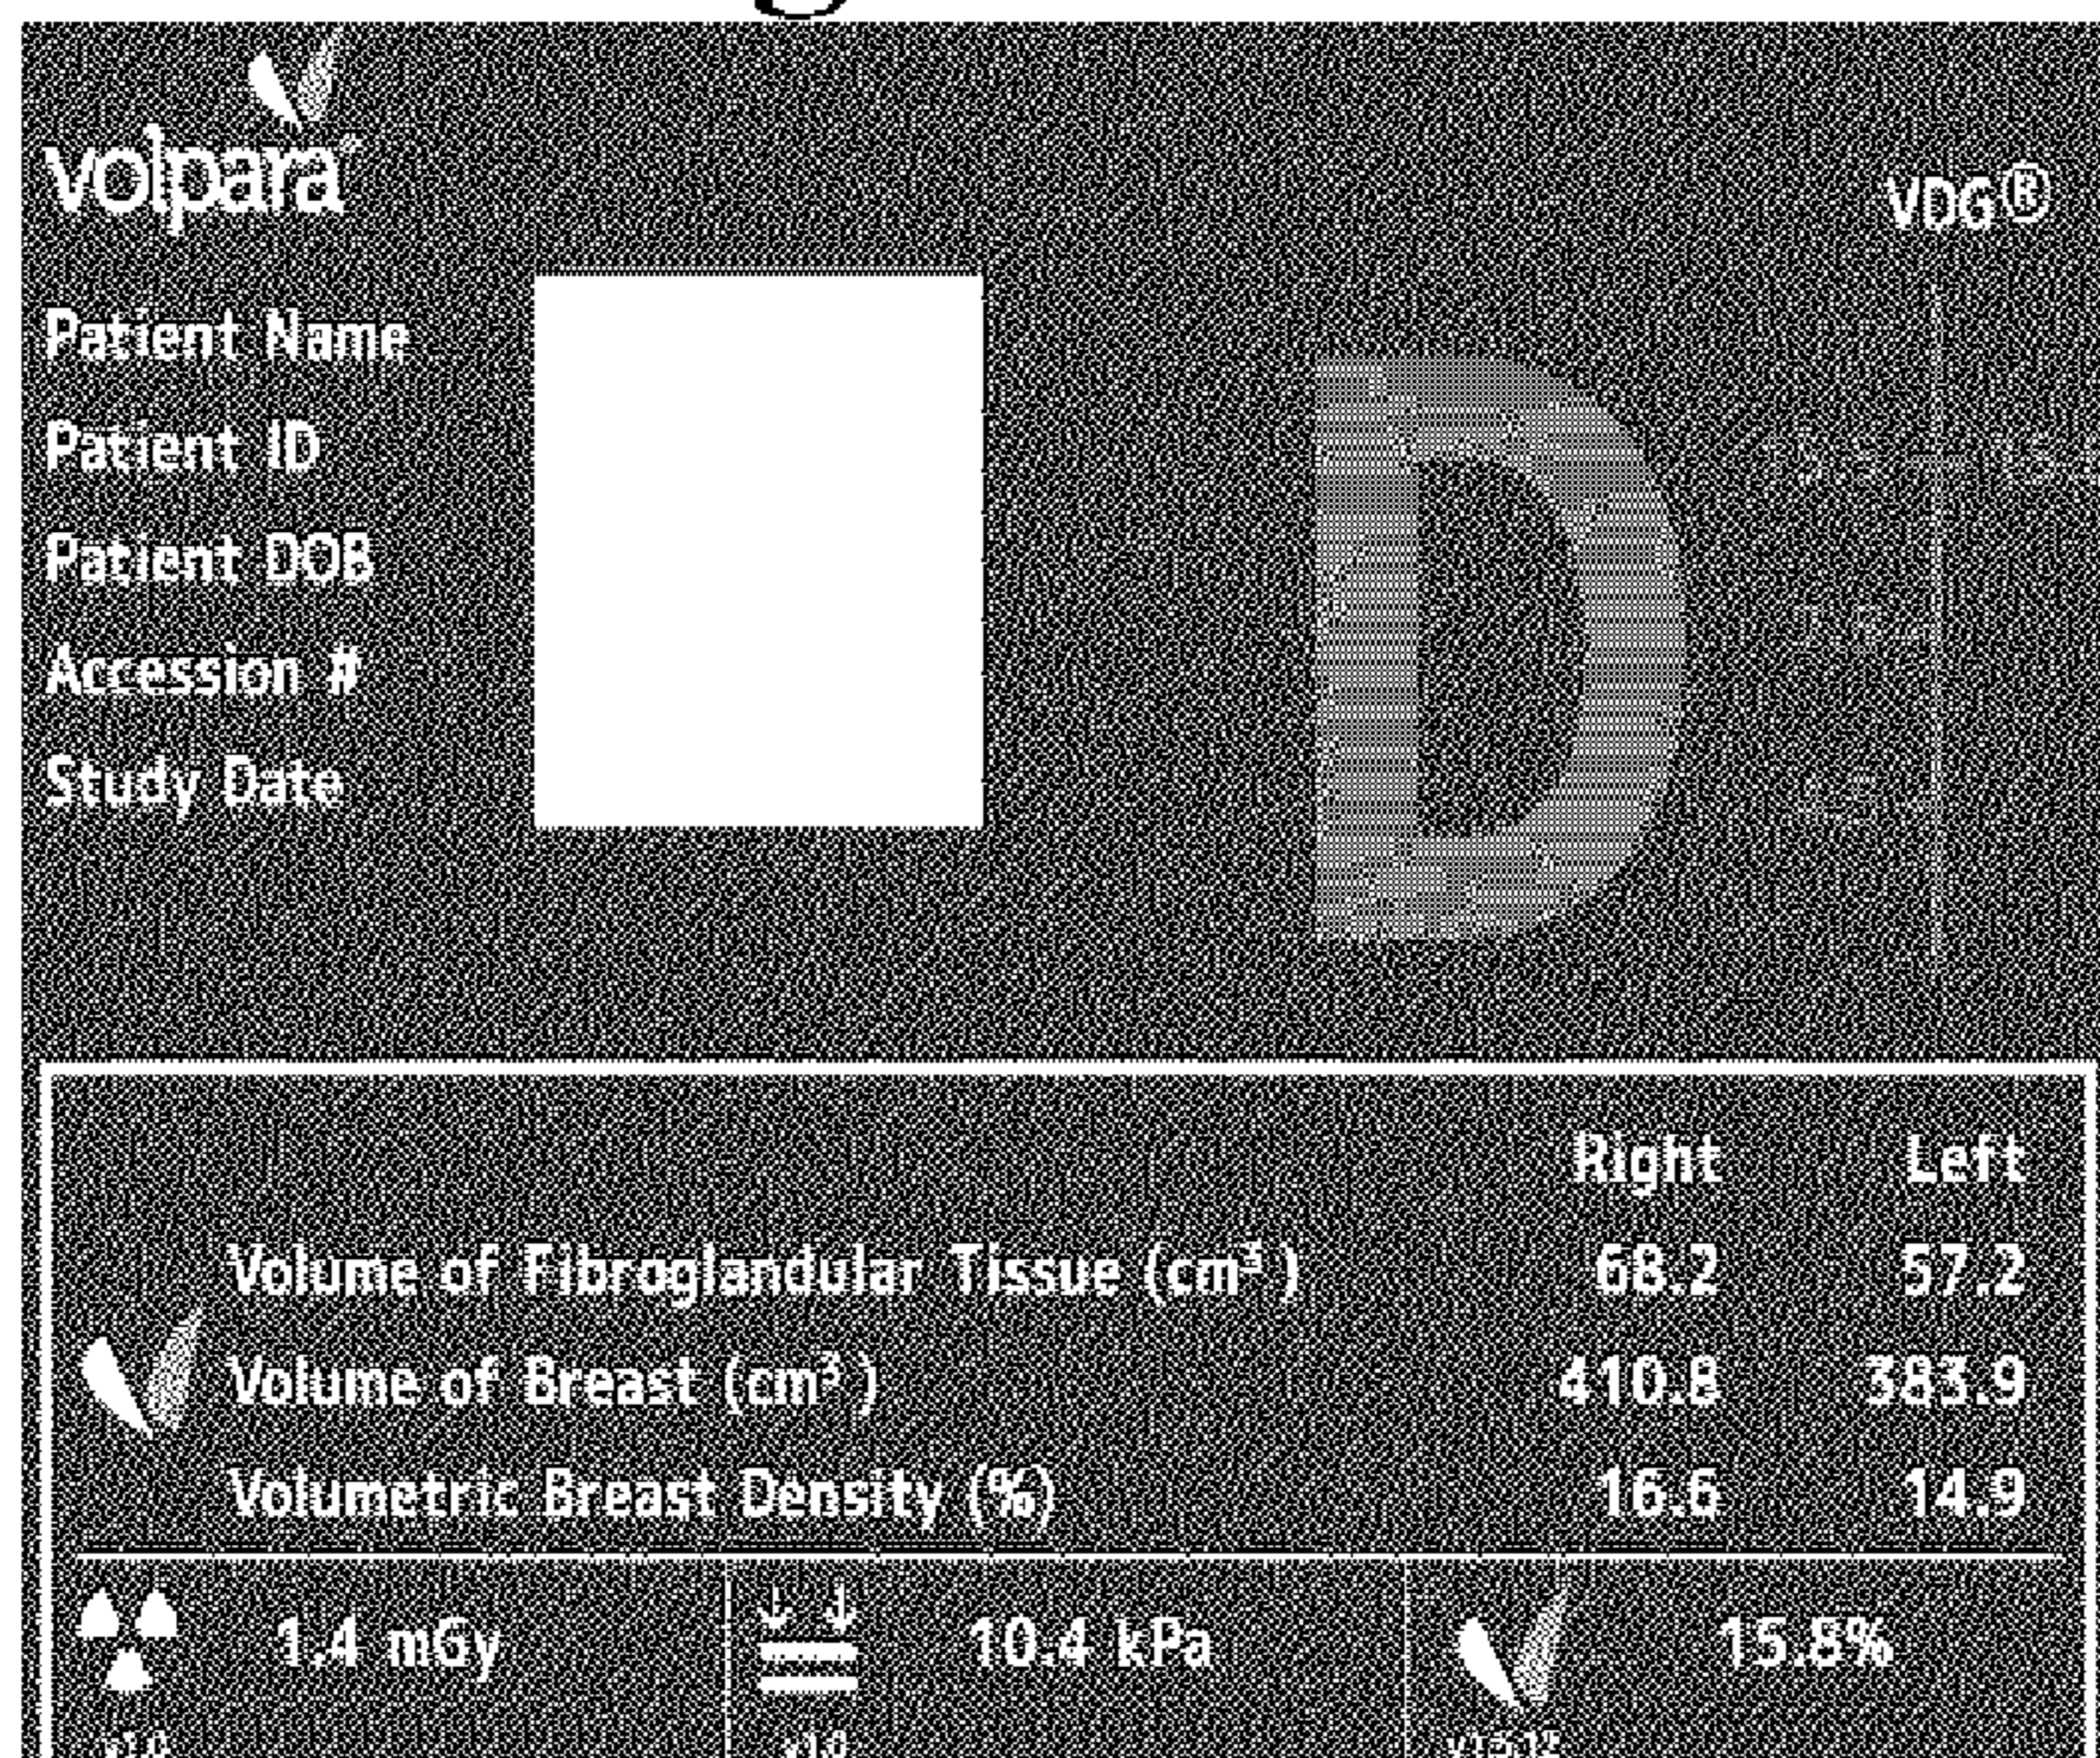 volpara
VDG®
Patient Name
Patient ID
Patient DOB
Accession #
Study Date
D
Right Left
Volume of Fibroglandular Tissue (cm³) 68.2 57.2
Volume of Breast (cm³) 410.8 383.9
Volumetric Breast Density (%) 16.6 14.9
1.4 mGy 10.4 kPa 15.8%